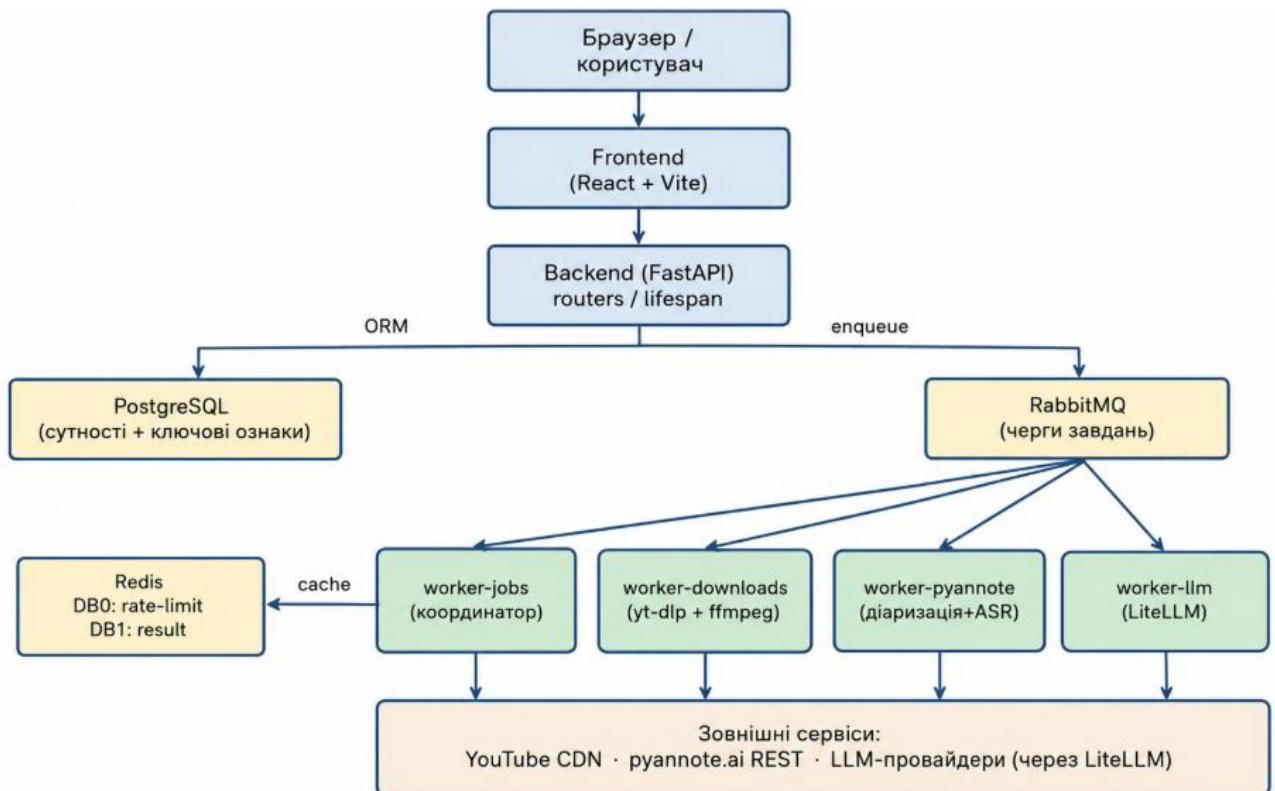 Браузер /
користувач
Frontend
(React + Vite)
Backend (FastAPI)
routers / lifespan
ORM
enqueue
PostgreSQL
(сутності + ключові ознаки)
RabbitMQ
(черги завдань)
Redis
DB0: rate-limit
DB1: result
cache
worker-jobs
(координатор)
worker-downloads
(yt-dlp + ffmpeg)
worker-pyannote
(діаризація+ASR)
worker-llm
(LiteLLM)
Зовнішні сервіси:
YouTube CDN · pyannote.ai REST · LLM-провайдери (через LiteLLM)